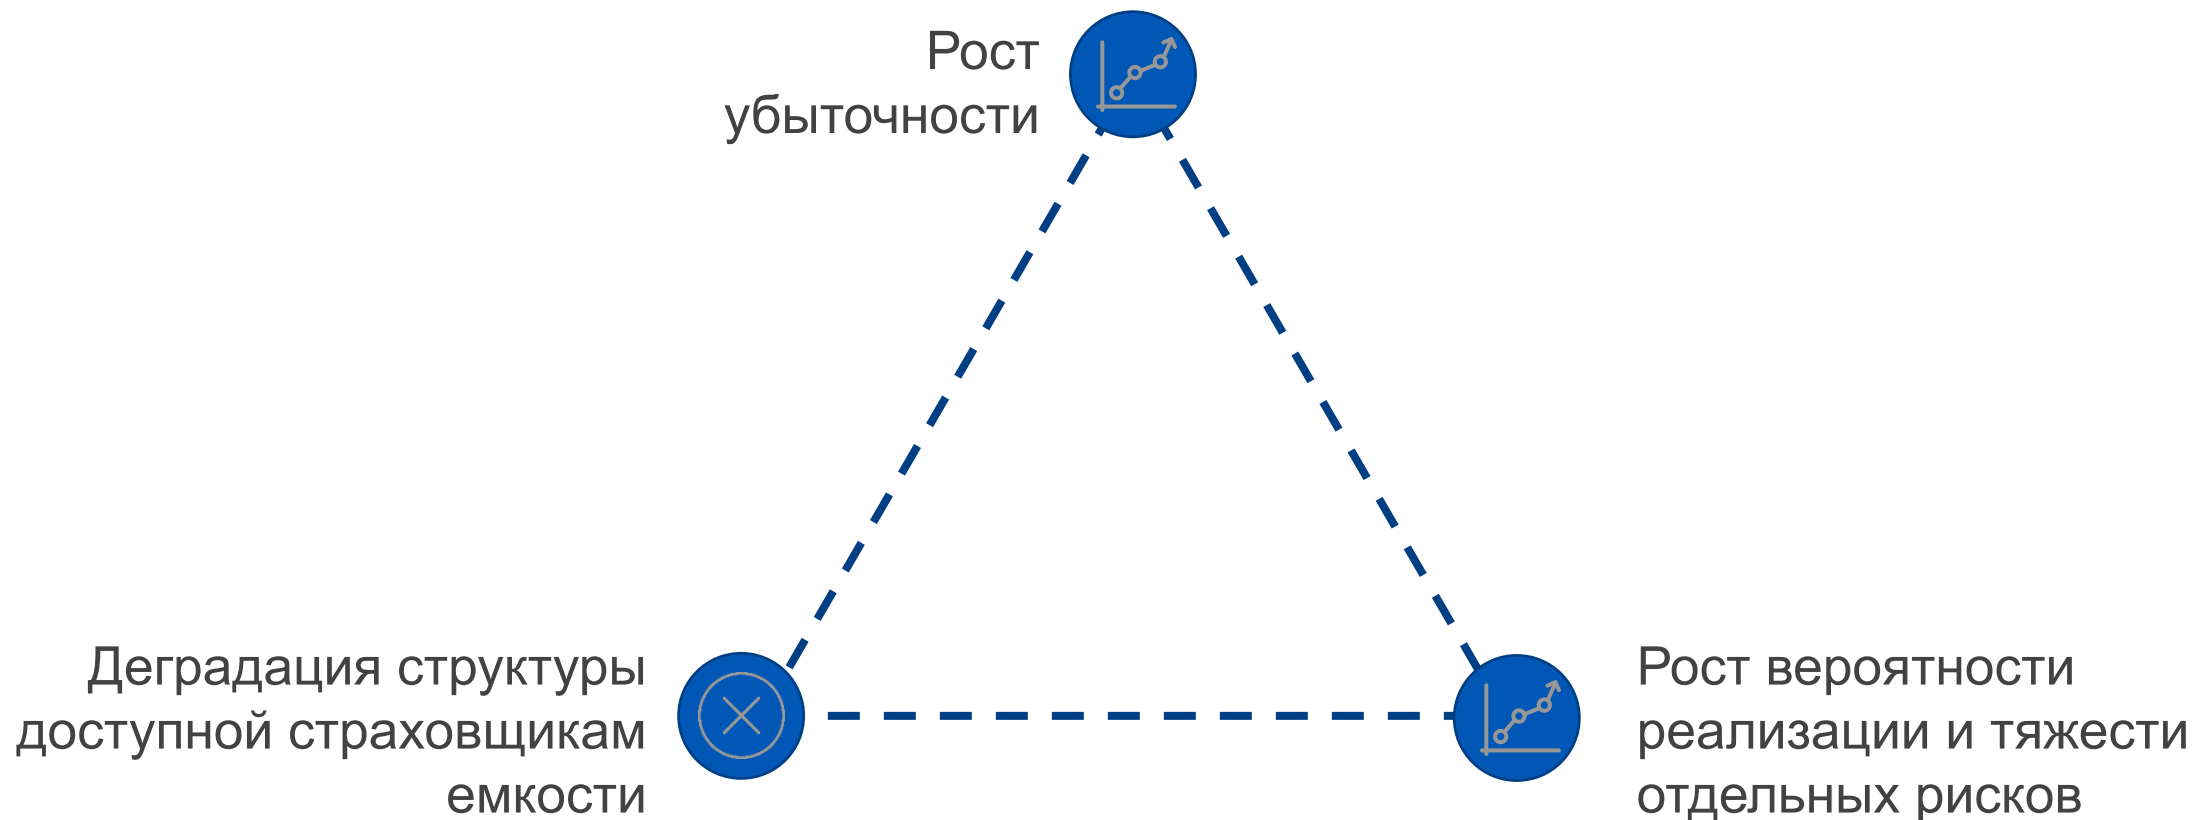 Рост
убыточности
Деградация структуры
доступной страховщикам
емкости
Рост вероятности
реализации и тяжести
отдельных рисков